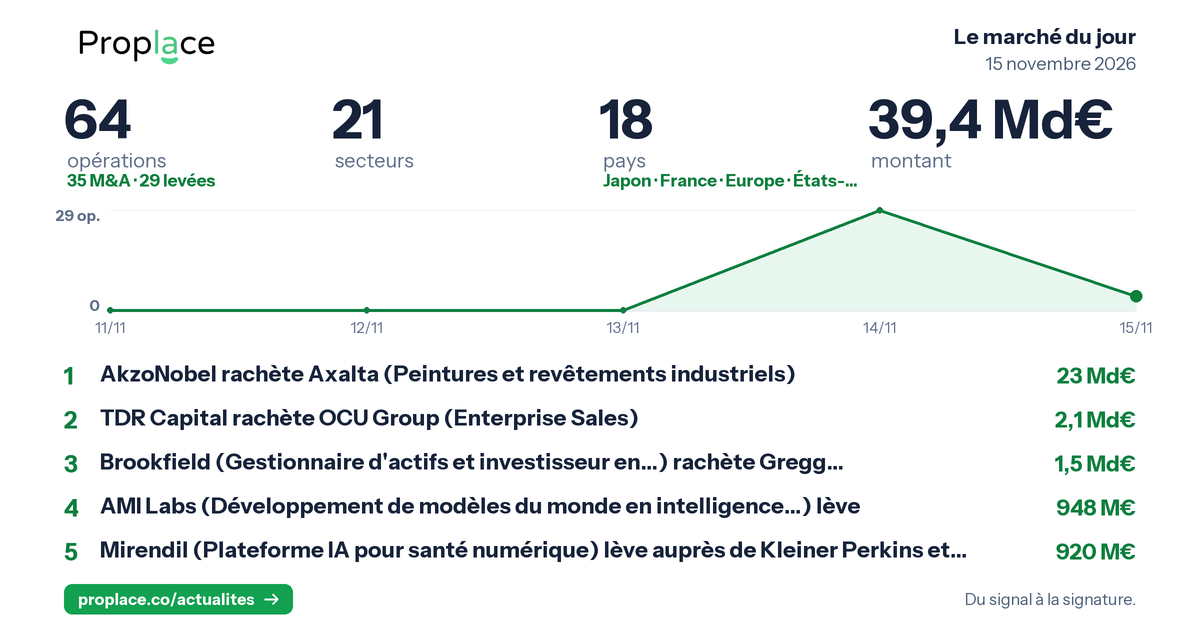 Proplace
Le marché du jour
15 novembre 2026
64
opérations
35 M&A · 29 levées
21
secteurs
18
pays
Japon · France · Europe · États-...
39,4 Md€
montant
29 op.
0
11/11
12/11
13/11
14/11
15/11
1 AkzoNobel rachète Axalta (Peintures et revêtements industriels) 23 Md€
2 TDR Capital rachète OCU Group (Enterprise Sales) 2,1 Md€
3 Brookfield (Gestionnaire d'actifs et investisseur en...) rachète Gregg... 1,5 Md€
4 AMI Labs (Développement de modèles du monde en intelligence...) lève 948 M€
5 Mirendil (Plateforme IA pour santé numérique) lève auprès de Kleiner Perkins et... 920 M€
proplace.co/actualites →
Du signal à la signature.